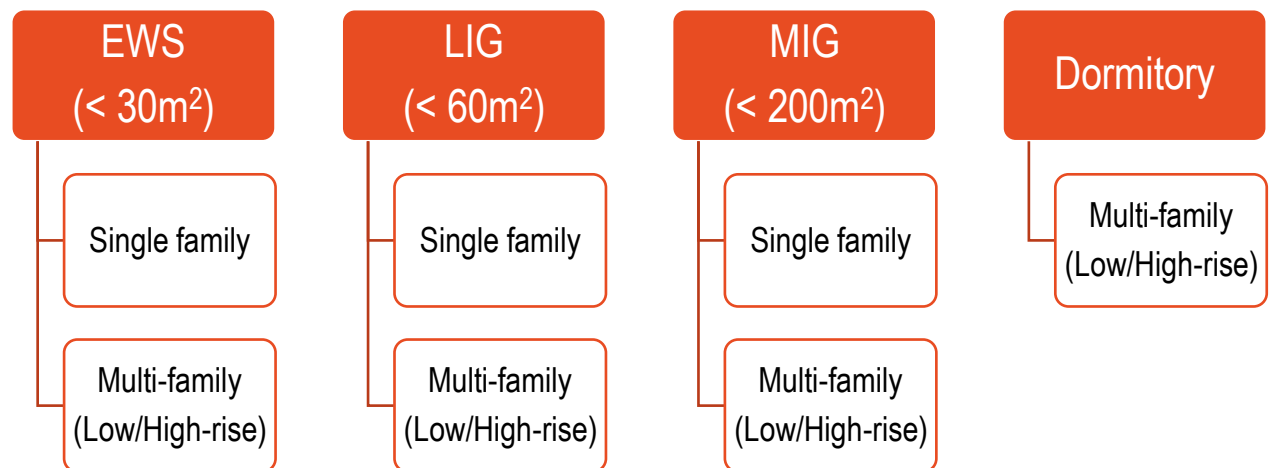 EWS
(< 30m²)
Single family
Multi-family
(Low/High-rise)
LIG
(< 60m²)
Single family
Multi-family
(Low/High-rise)
MIG
(< 200m²)
Single family
Multi-family
(Low/High-rise)
Dormitory
Multi-family
(Low/High-rise)